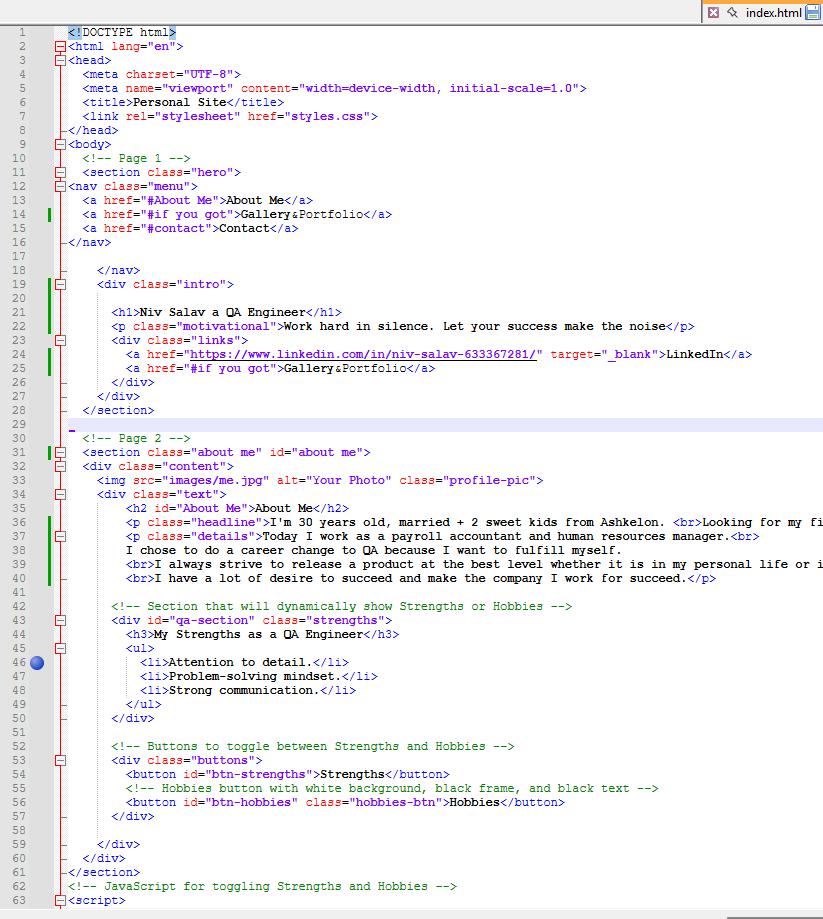 index.html
1 <!DOCTYPE html>
2 <html lang="en">
3 <head>
4 <meta charset="UTF-8">
5 <meta name="viewport" content="width=device-width, initial-scale=1.0">
6 <title>Personal Site</title>
7 <link rel="stylesheet" href="styles.css">
8 </head>
9 <body>
10 <!-- Page 1 -->
11 <section class="hero">
12 <nav class="menu">
13 <a href="#About Me">About Me</a>
14 <a href="#if you got">Gallery&Portfolio</a>
15 <a href="#contact">Contact</a>
16 </nav>
17
18 </nav>
19 <div class="intro">
20
21 <h1>Niv Salav a QA Engineer</h1>
22 <p class="motivational">Work hard in silence. Let your success make the noise</p>
23 <div class="links">
24 <a href="https://www.linkedin.com/in/niv-salav-633367281/" target="_blank">LinkedIn</a>
25 <a href="#if you got">Gallery&Portfolio</a>
26 </div>
27 </div>
28 </section>
29
30 <!-- Page 2 -->
31 <section class="about me" id="about me">
32 <div class="content">
33 <img src="images/me.jpg" alt="Your Photo" class="profile-pic">
34 <div class="text">
35 <h2 id="About Me">About Me</h2>
36 <p class="headline">I'm 30 years old, married + 2 sweet kids from Ashkelon. <br>Looking for my fi
37 <p class="details">Today I work as a payroll accountant and human resources manager.<br>
38 I chose to do a career change to QA because I want to fulfill myself.
39 <br>I always strive to release a product at the best level whether it is in my personal life or i
40 <br>I have a lot of desire to succeed and make the company I work for succeed.</p>
41
42 <!-- Section that will dynamically show Strengths or Hobbies -->
43 <div id="qa-section" class="strengths">
44 <h3>My Strengths as a QA Engineer</h3>
45 <ul>
46 <li>Attention to detail.</li>
47 <li>Problem-solving mindset.</li>
48 <li>Strong communication.</li>
49 </ul>
50 </div>
51
52 <!-- Buttons to toggle between Strengths and Hobbies -->
53 <div class="buttons">
54 <button id="btn-strengths">Strengths</button>
55 <!-- Hobbies button with white background, black frame, and black text -->
56 <button id="btn-hobbies" class="hobbies-btn">Hobbies</button>
57 </div>
58
59 </div>
60 </div>
61 </section>
62 <!-- JavaScript for toggling Strengths and Hobbies -->
63 <script>